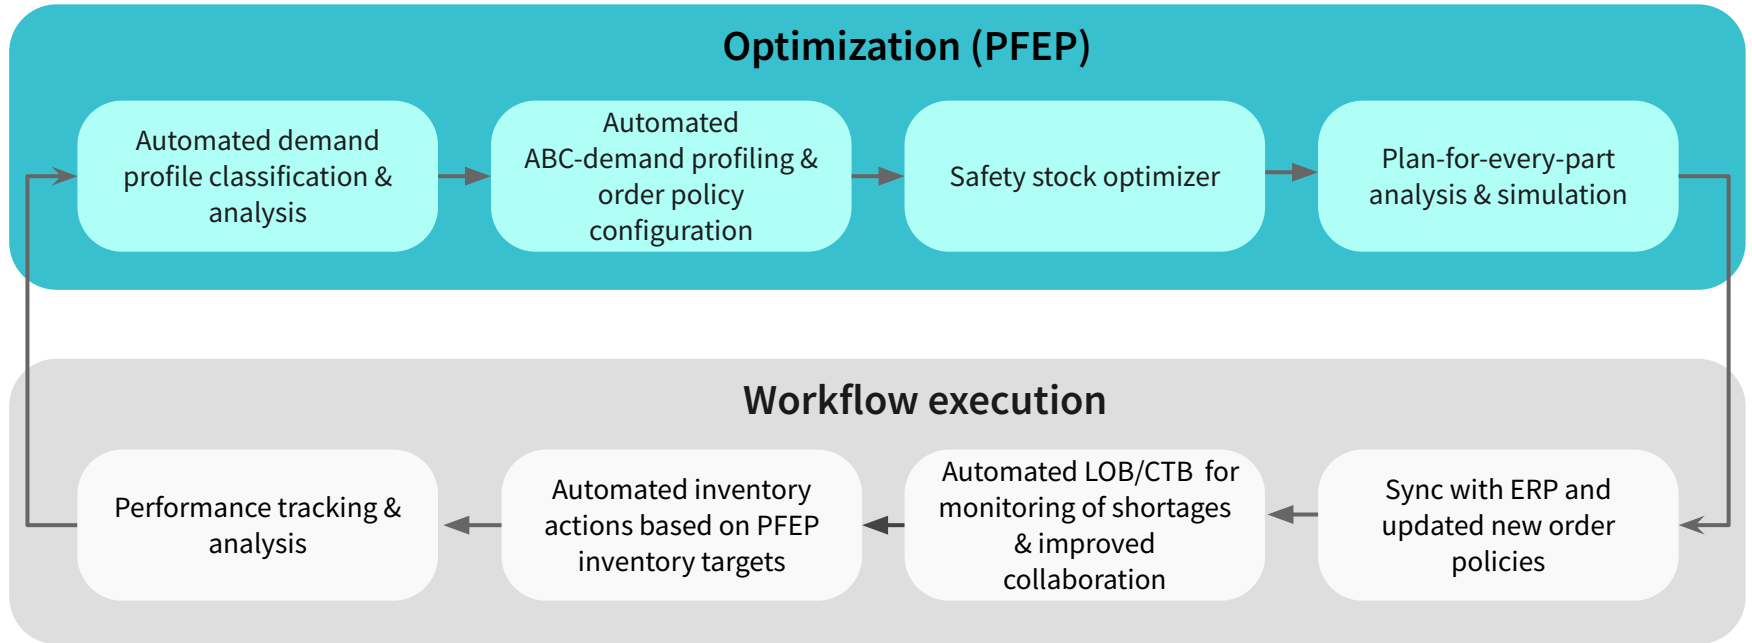 Optimization (PFEP)
Automated demand
profile classification &
analysis
Automated
ABC-demand profiling &
order policy
configuration
Safety stock optimizer
Plan-for-every-part
analysis & simulation
Workflow execution
Performance tracking &
analysis
Automated inventory
actions based on PFEP
inventory targets
Automated LOB/CTB for
monitoring of shortages
& improved
collaboration
Sync with ERP and
updated new order
policies